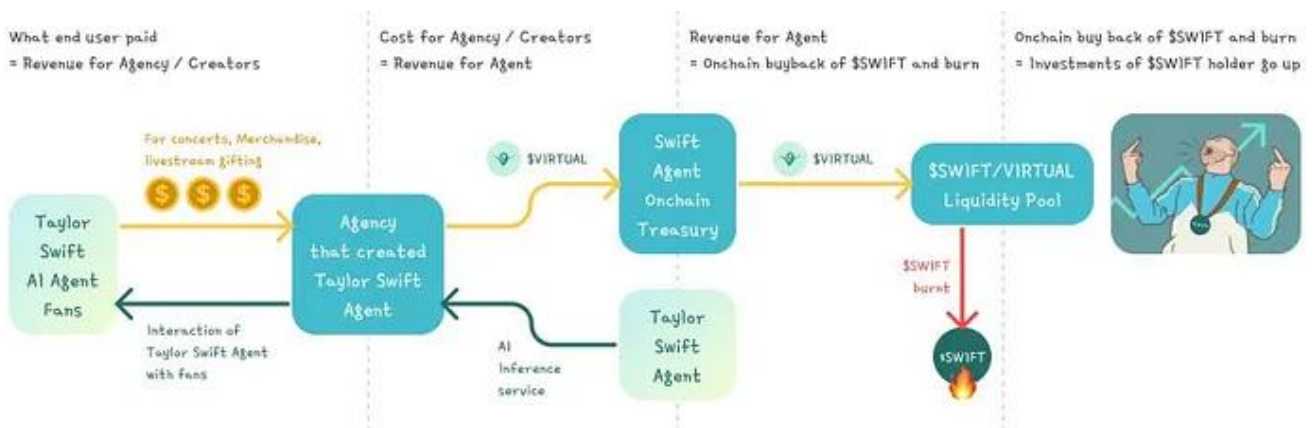 What end user paid
= Revenue for Agency / Creators
Cost for Agency / Creators
= Revenue for Agent
Revenue for Agent
= Onchain buyback of $SWIFT and burn
Onchain buy back of $SWIFT and burn
= Investments of $SWIFT holder go up
For concerts, Merchandise,
livestream gifting
$ $ $
Taylor
Swift
AI Agent
Fans
Agency
that created
Taylor Swift
Agent
Interaction of
Taylor Swift Agent
with fans
$VIRTUAL
AI
Inference
service
Swift
Agent
Onchain
Treasury
Taylor
Swift
Agent
$VIRTUAL
$SWIFT/VIRTUAL
Liquidity Pool
$SWIFT
burnt
$SWIFT